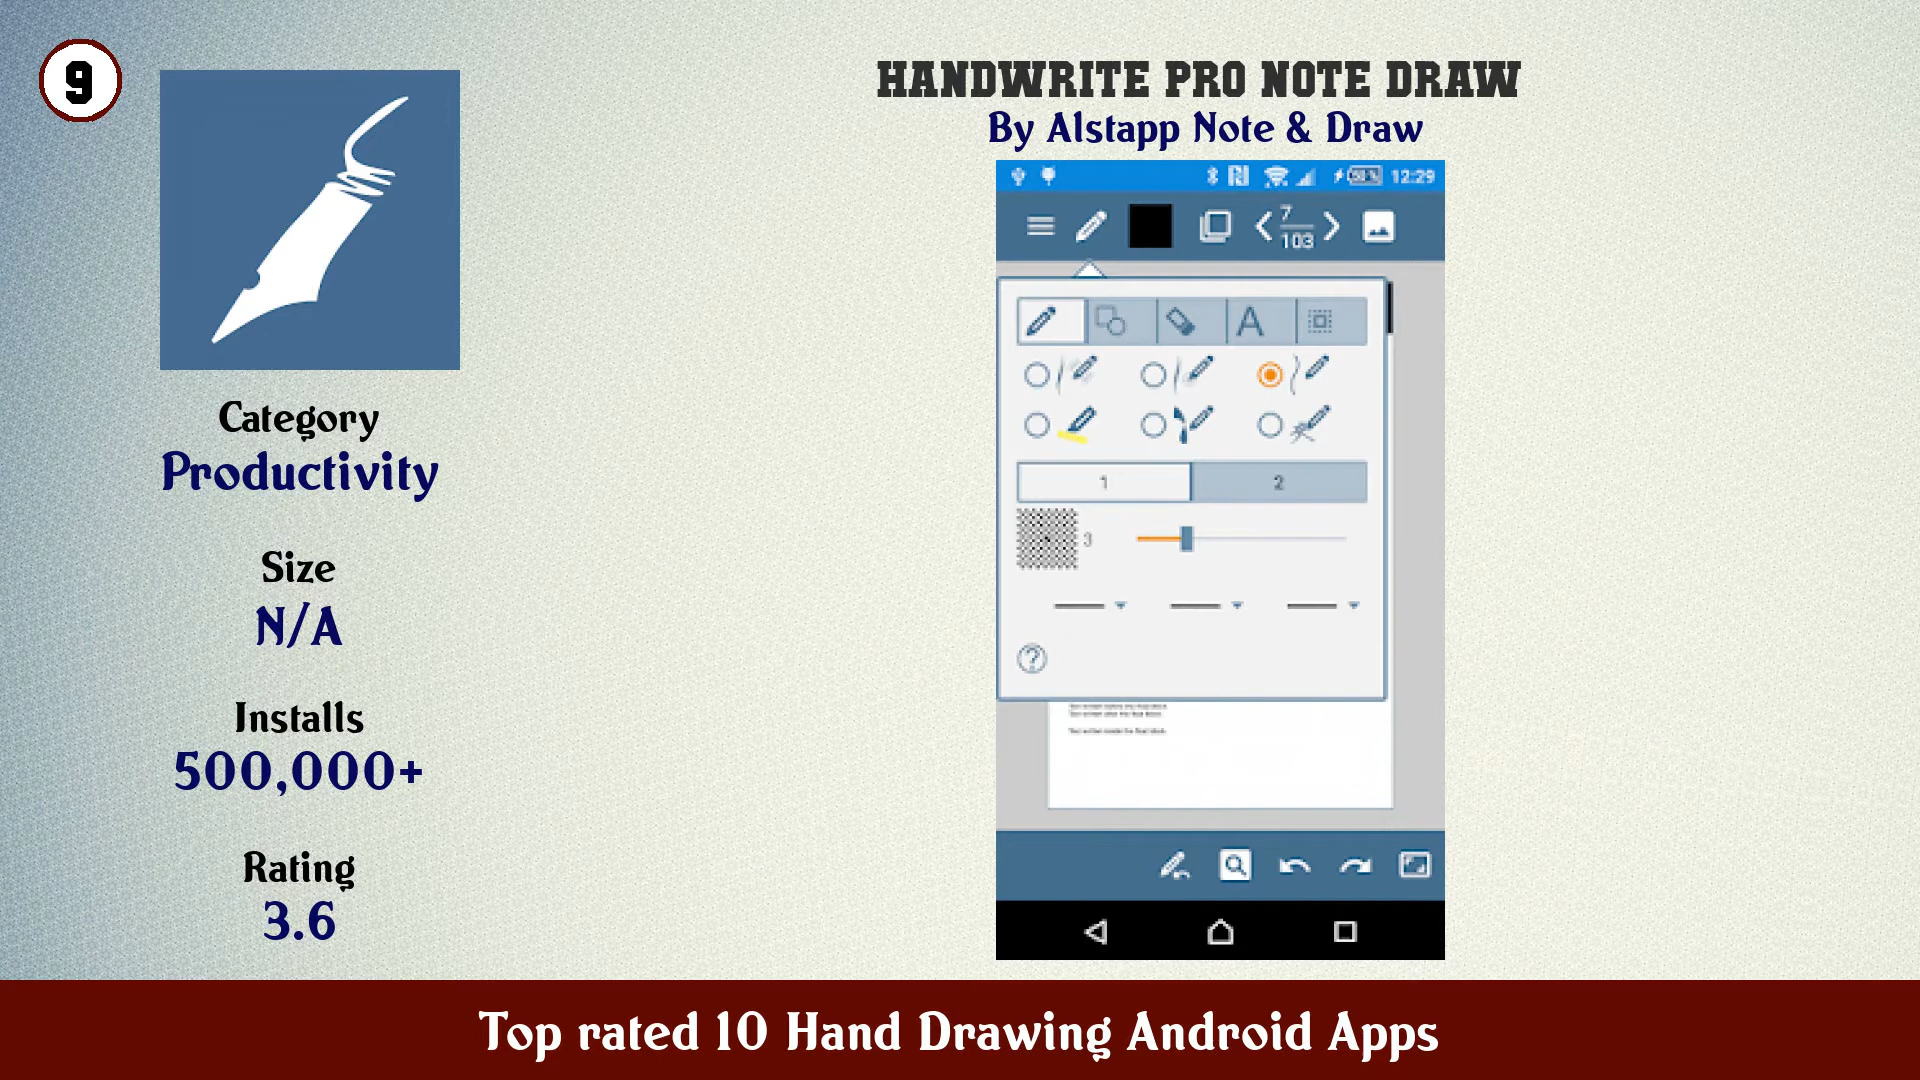 9
HANDWRITE PRO NOTE DRAW
By Alstapp Note & Draw
Category
Productivity
Size
N/A
Installs
500,000+
Rating
3.6
12:29
7
103
A
1
2
3
?
Top rated 10 Hand Drawing Android Apps